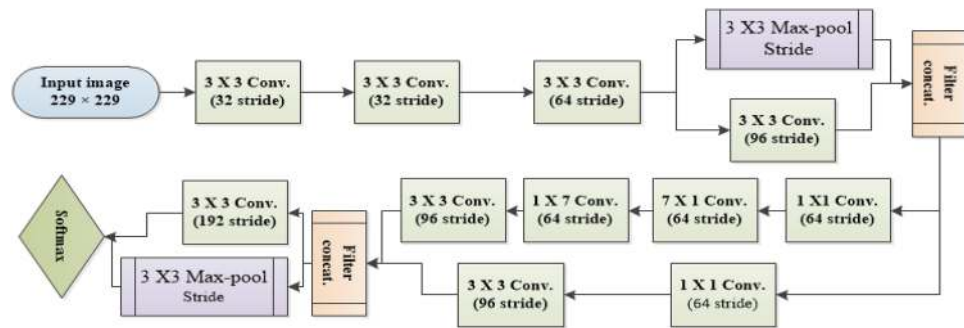 Input image
229 × 229
3 X 3 Conv.
(32 stride)
3 X 3 Conv.
(32 stride)
3 X 3 Conv.
(64 stride)
3 X3 Max-pool
Stride
3 X 3 Conv.
(96 stride)
Filter
concat.
1 X1 Conv.
(64 stride)
7 X 1 Conv.
(64 stride)
1 X 7 Conv.
(64 stride)
3 X 3 Conv.
(96 stride)
1 X 1 Conv.
(64 stride)
3 X 3 Conv.
(96 stride)
Filter
concat.
3 X 3 Conv.
(192 stride)
3 X3 Max-pool
Stride
Softmax